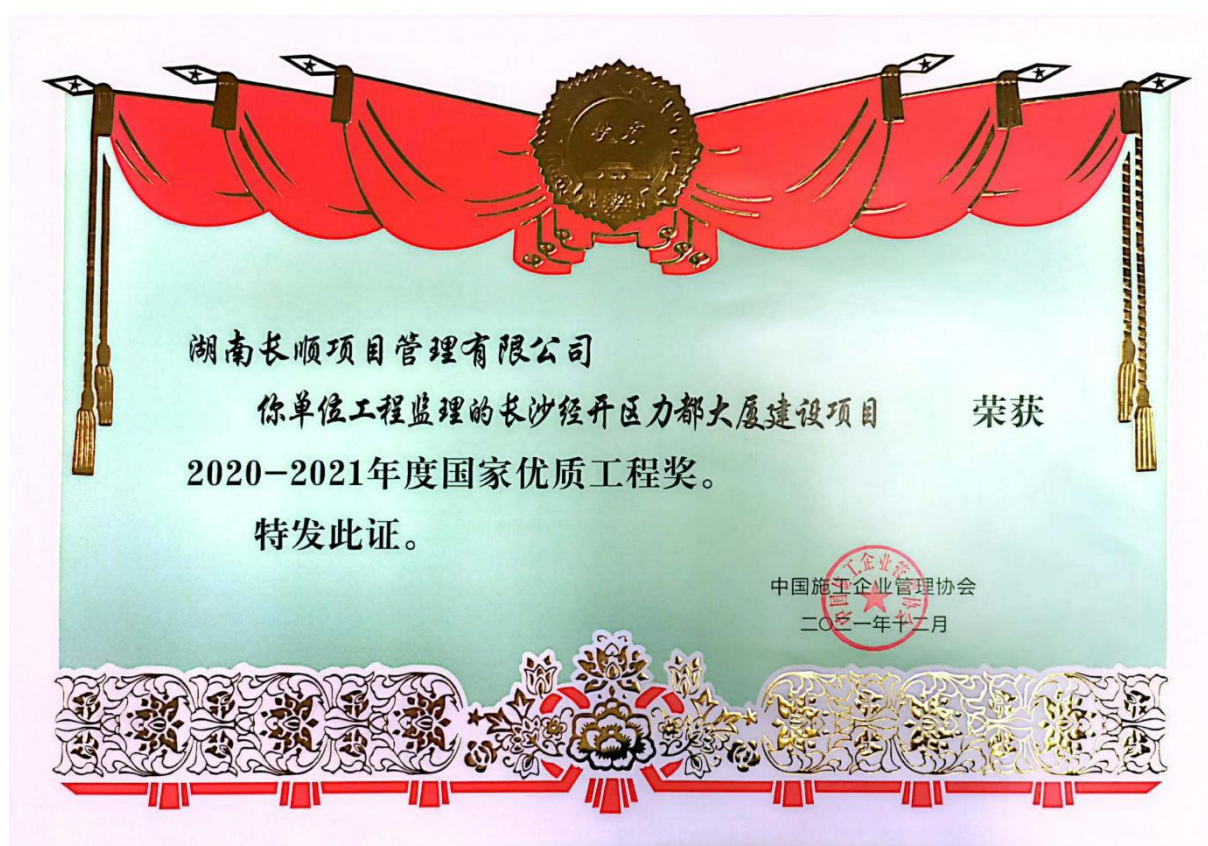 湖南长顺项目管理有限公司
你单位工程监理的长沙经开区力都大厦建设项目 荣获
2020-2021年度国家优质工程奖。
特发此证。
中国施工企业管理协会
二〇二一年十二月